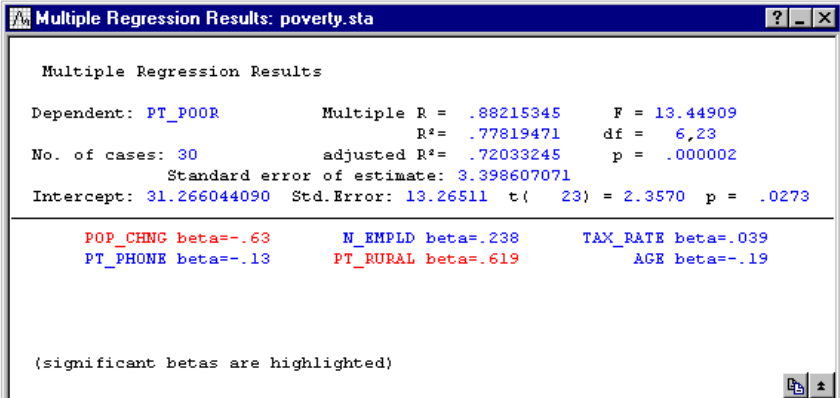 Multiple Regression Results: poverty.sta
Multiple Regression Results
Dependent: PT_POOR Multiple R = .88215345 F = 13.44909
R²= .77819471 df = 6,23
No. of cases: 30 adjusted R²= .72033245 p = .000002
Standard error of estimate: 3.398607071
Intercept: 31.266044090 Std.Error: 13.26511 t( 23) = 2.3570 p = .0273
POP_CHNG beta=-.63 N_EMPLD beta=.238 TAX_RATE beta=.039
PT_PHONE beta=-.13 PT_RURAL beta=.619 AGE beta=-.19
(significant betas are highlighted)